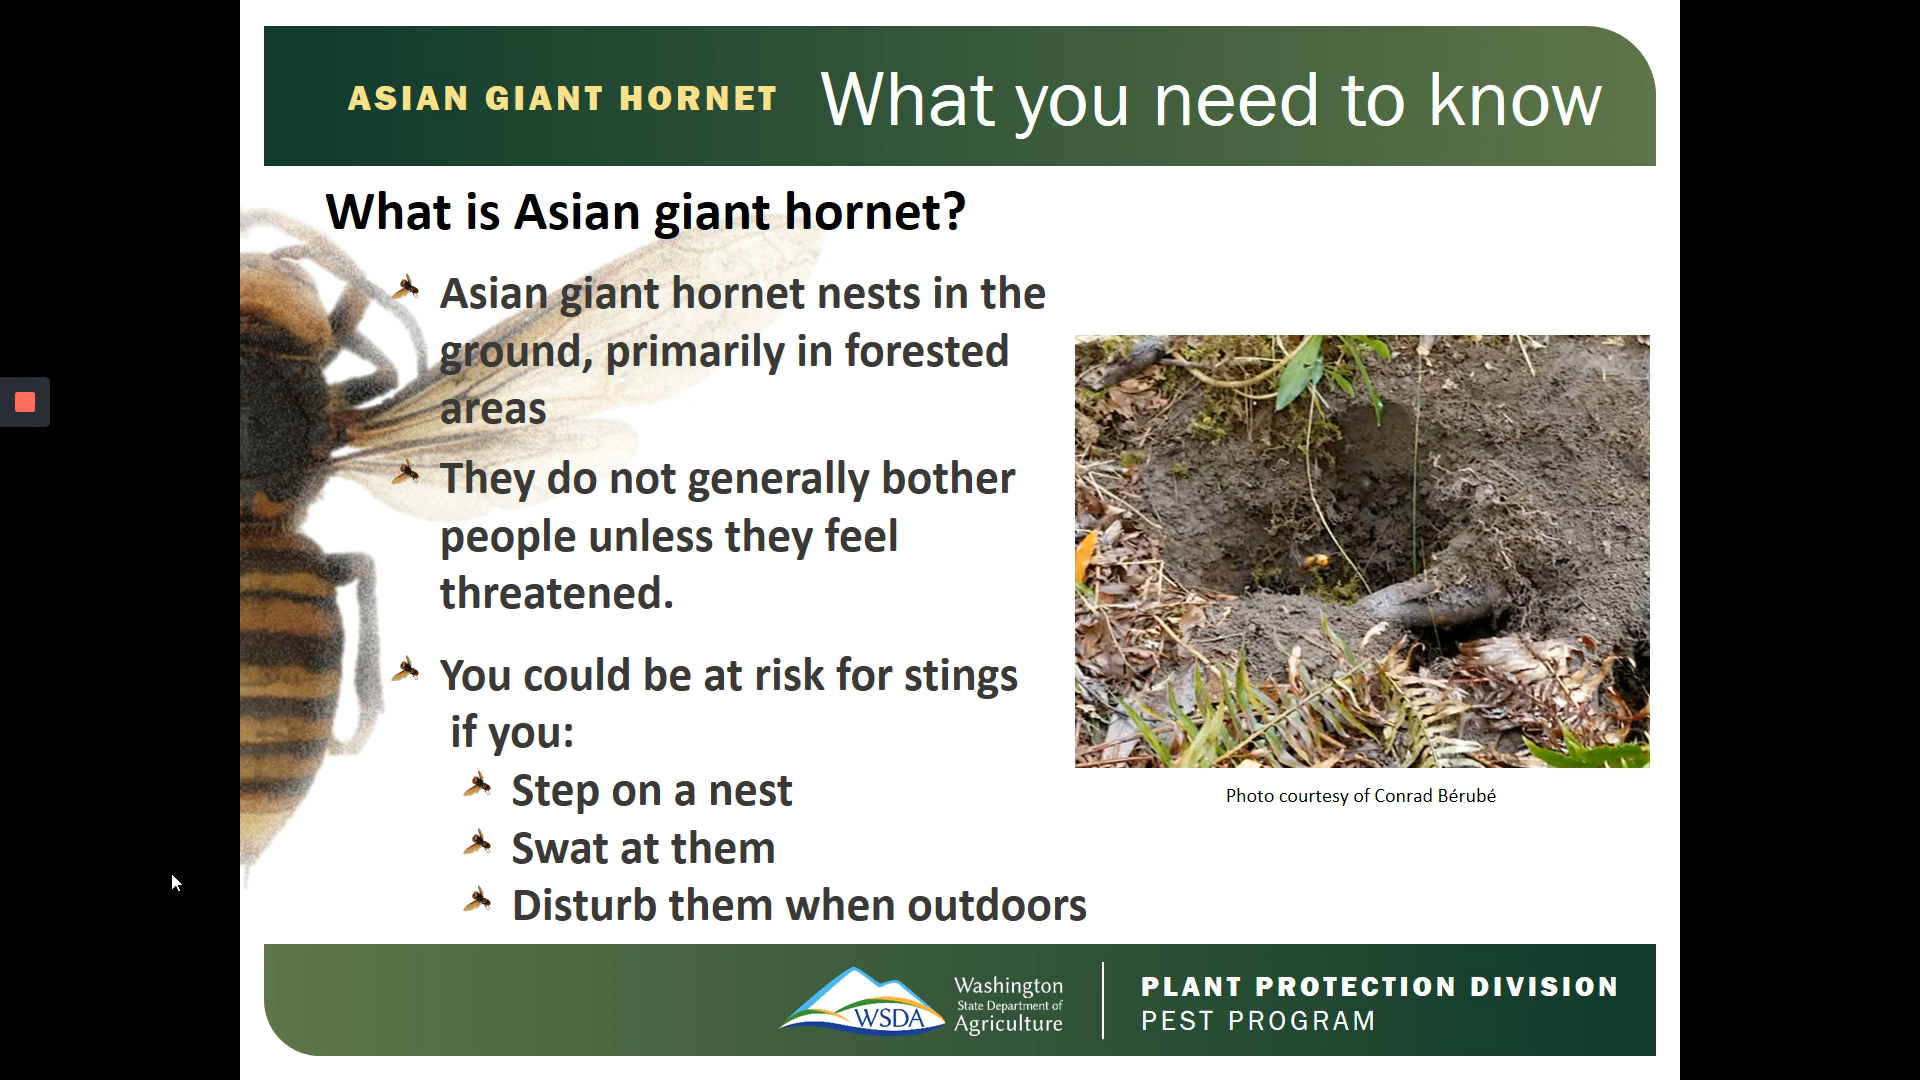 ASIAN GIANT HORNET What you need to know
What is Asian giant hornet?
Asian giant hornet nests in the
ground, primarily in forested
areas
They do not generally bother
people unless they feel
threatened.
You could be at risk for stings
if you:
Step on a nest
Swat at them
Disturb them when outdoors
Photo courtesy of Conrad Bérubé
WSDA
Washington
State Department of
Agriculture
PLANT PROTECTION DIVISION
PEST PROGRAM